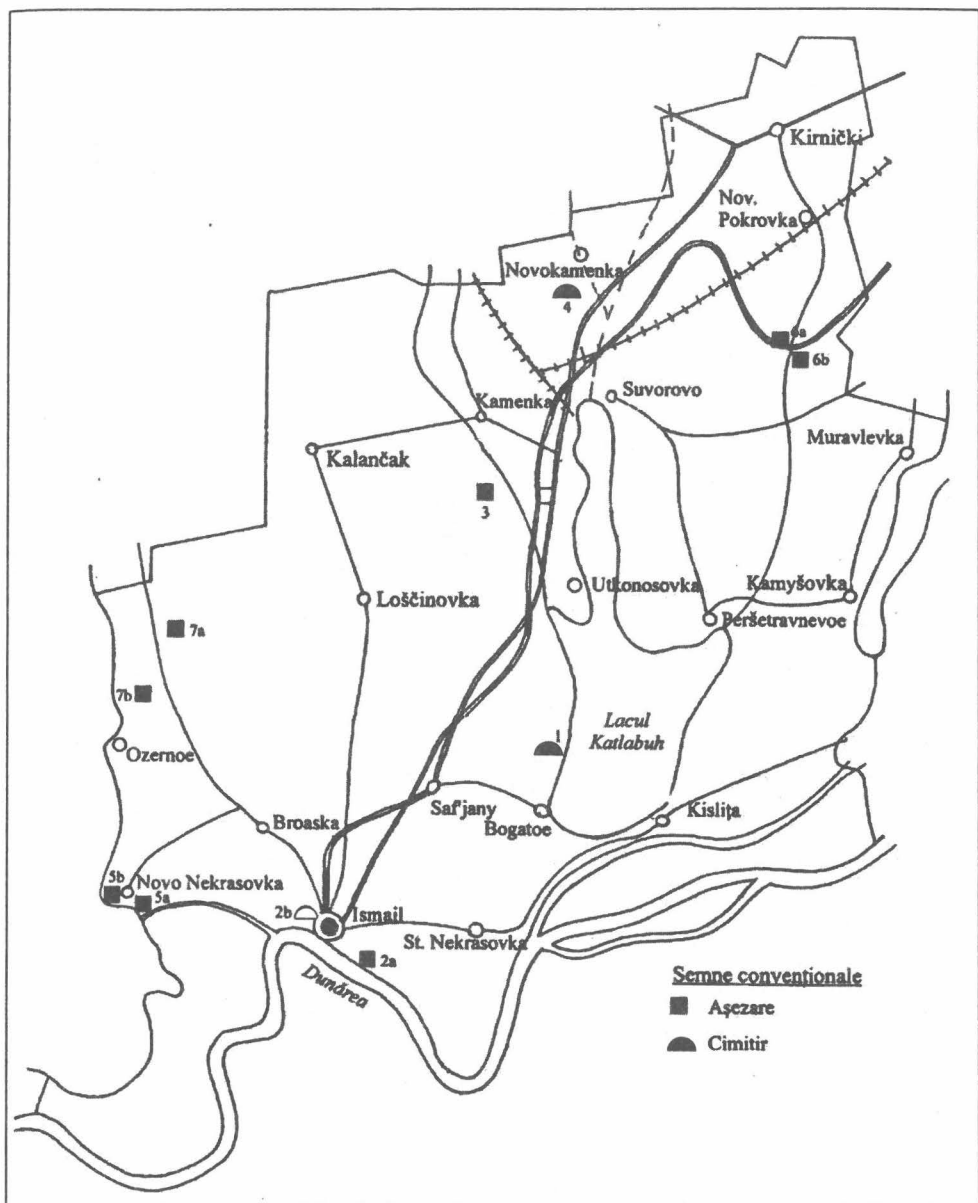 Kirnički
Nov.
Pokrovka
Novokamenka
4
6a
6b
Suvorovo
Kamenka
Muravlevka
Kalančak
3
Utkonosovka
Kamyšovka
Loščinovka
Peršetravnevoe
7a
7b
Lacul
Katlabuh
1
Ozernoe
Saf'jany
Bogatoe
Kislița
Broaska
5b
Novo Nekrasovka
5a
2b
Ismail
St. Nekrasovka
2a
Dunărea
Semne convenționale
Așezare
Cimitir